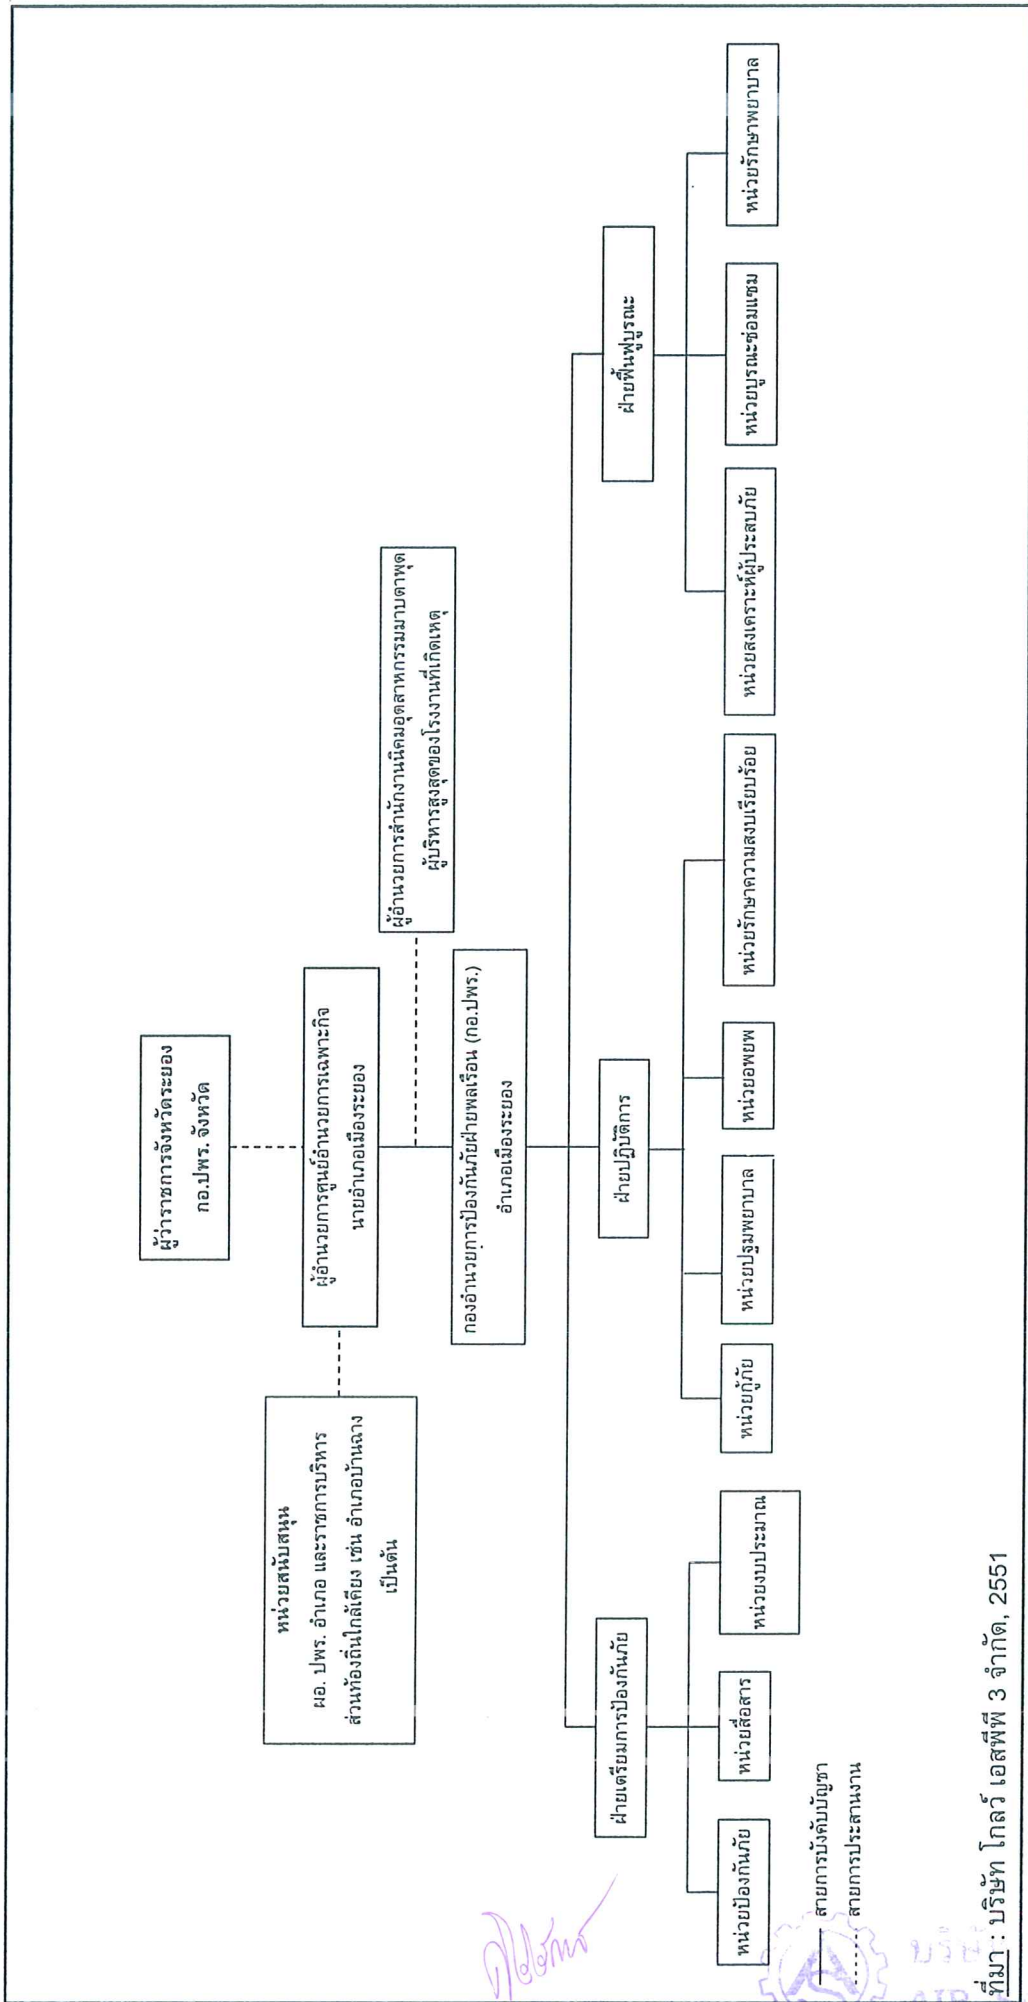 ผู้ว่าราชการจังหวัดระยอง
กอ.ปพร. จังหวัด
หน่วยสนับสนุน
ผอ. ปพร. อำเภอ และราชการบริหาร
ส่วนท้องถิ่นใกล้เคียง เช่น อำเภอบ้านฉาง
เป็นต้น
ผู้อำนวยการศูนย์อำนวยการเฉพาะกิจ
นายอำเภอเมืองระยอง
ผู้อำนวยการสำนักงานนิคมอุตสาหกรรมมาบตาพุด
ผู้บริหารสูงสุดของโรงงานที่เกิดเหตุ
กองอำนวยการป้องกันภัยฝ่ายพลเรือน (กอ.ปพร.)
อำเภอเมืองระยอง
ฝ่ายเตรียมการป้องกันภัย
ฝ่ายปฏิบัติการ
ฝ่ายฟื้นฟูบูรณะ
หน่วยป้องกันภัย
หน่วยสื่อสาร
หน่วยงบประมาณ
หน่วยกู้ภัย
หน่วยปฐมพยาบาล
หน่วยอพยพ
หน่วยรักษาความสงบเรียบร้อย
หน่วยสงเคราะห์ผู้ประสบภัย
หน่วยบูรณะซ่อมแซม
หน่วยรักษาพยาบาล
สายการบังคับบัญชา
สายการประสานงาน
ที่มา : บริษัท โกลว์ เอสพีพี 3 จำกัด, 2551